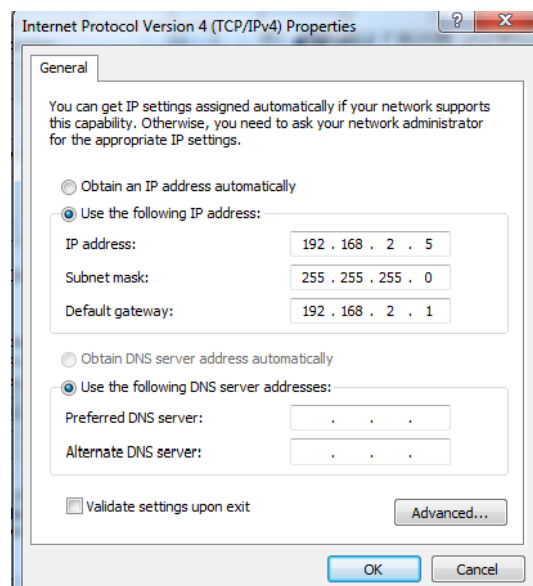 Internet Protocol Version 4 (TCP/IPv4) Properties
General
You can get IP settings assigned automatically if your network supports
this capability. Otherwise, you need to ask your network administrator
for the appropriate IP settings.
Obtain an IP address automatically
Use the following IP address:
IP address: 192 . 168 . 2 . 5
Subnet mask: 255 . 255 . 255 . 0
Default gateway: 192 . 168 . 2 . 1
Obtain DNS server address automatically
Use the following DNS server addresses:
Preferred DNS server: . . .
Alternate DNS server: . . .
Validate settings upon exit
Advanced...
OK Cancel